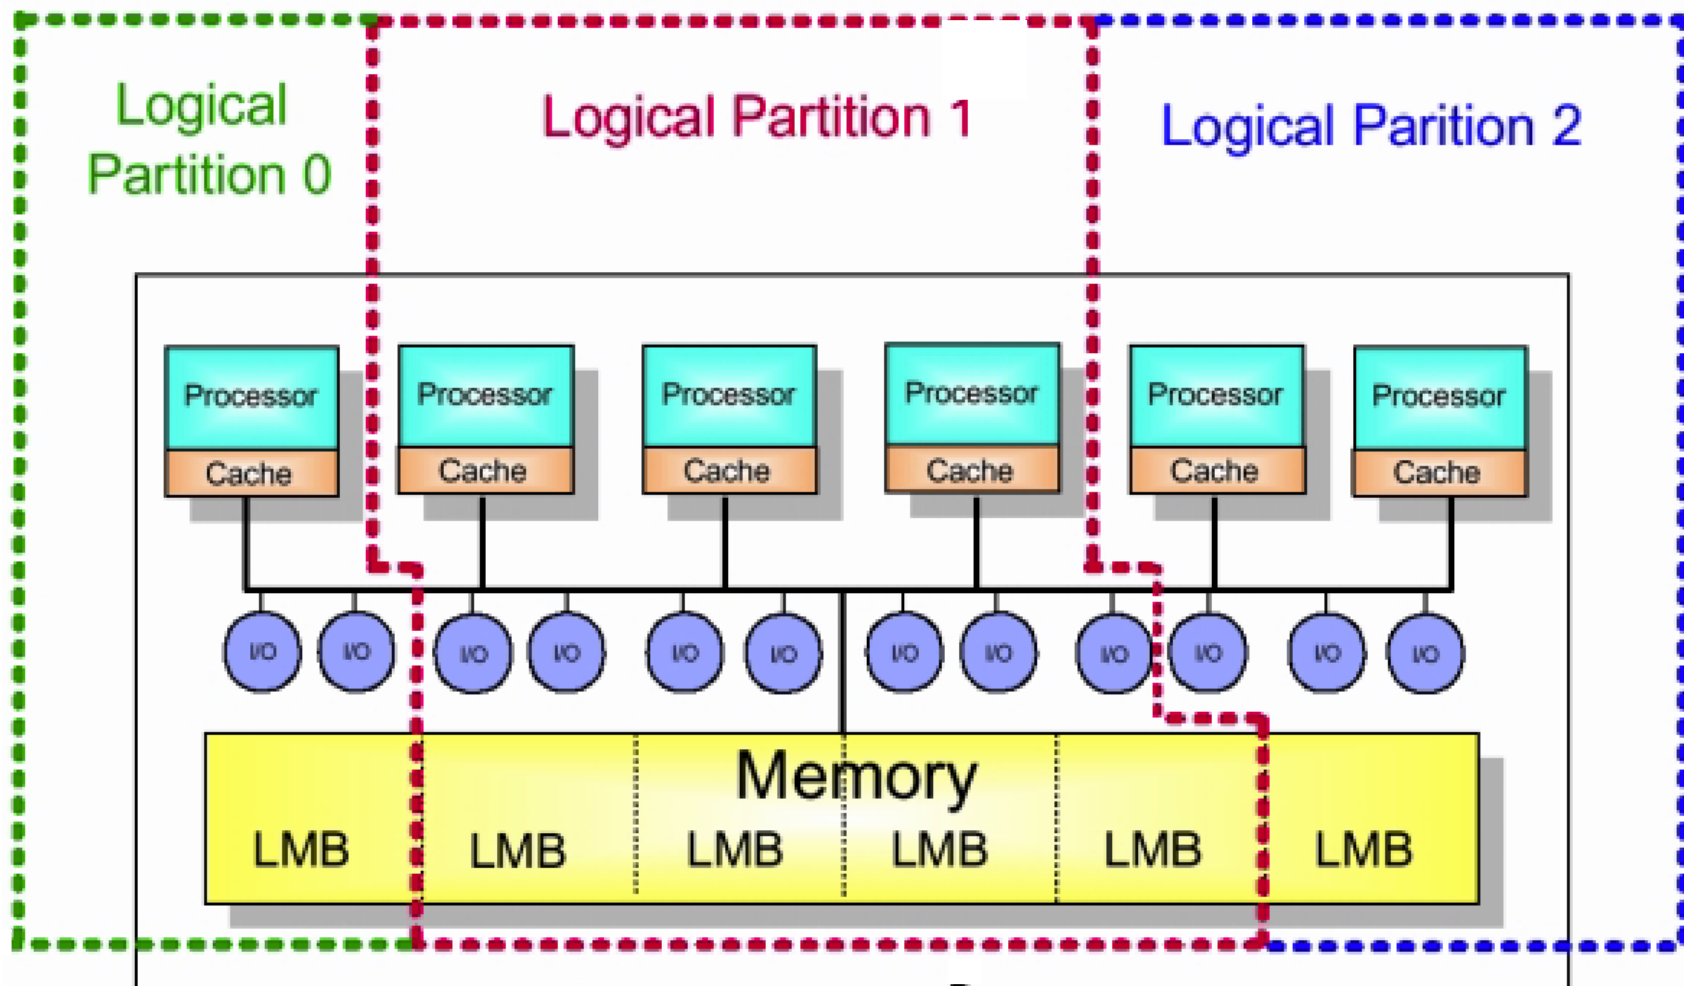 Logical
Partition 0
Logical Partition 1
Logical Parition 2
Processor
Cache
Processor
Cache
Processor
Cache
Processor
Cache
Processor
Cache
Processor
Cache
I/O
I/O
I/O
I/O
I/O
I/O
I/O
I/O
I/O
I/O
I/O
I/O
Memory
LMB
LMB
LMB
LMB
LMB
LMB